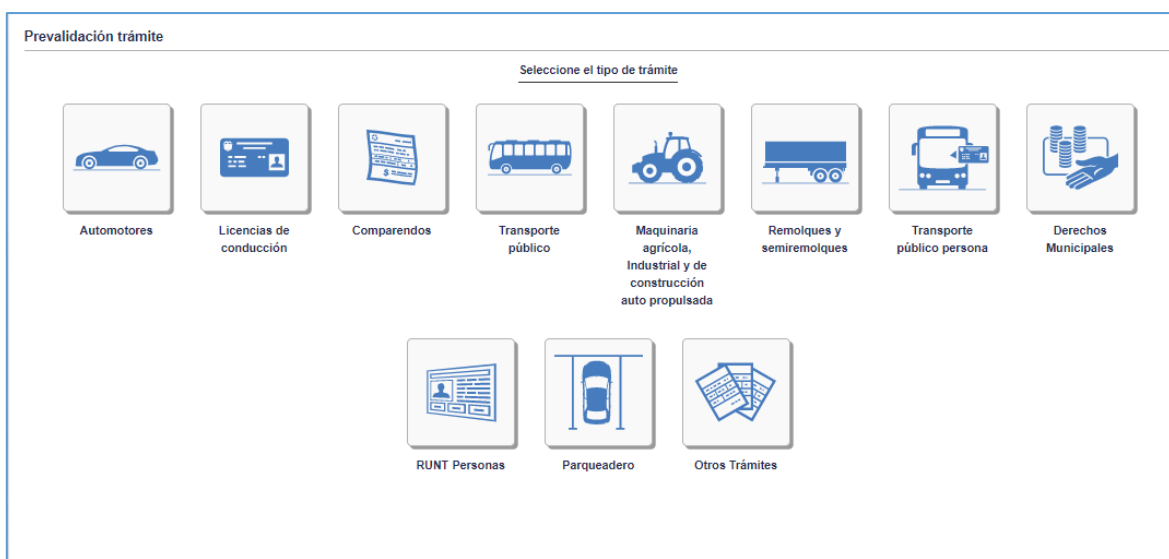 Prevalidación trámite
Seleccione el tipo de trámite
Automotores
Licencias de
conducción
Comparendos
Transporte
público
Maquinaria
agrícola,
Industrial y de
construcción
auto propulsada
Remolques y
semiremolques
Transporte
público persona
Derechos
Municipales
RUNT Personas
Parqueadero
Otros Trámites